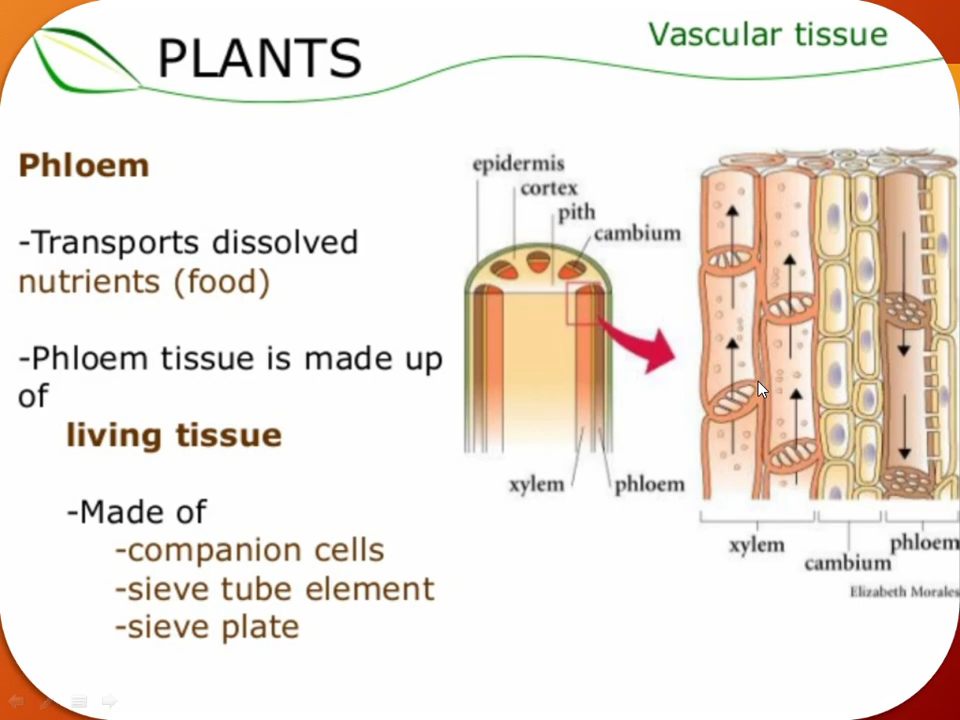 PLANTS
Vascular tissue
Phloem
-Transports dissolved
nutrients (food)
-Phloem tissue is made up
of
living tissue
-Made of
-companion cells
-sieve tube element
-sieve plate
epidermis
cortex
pith
cambium
xylem
phloem
xylem
cambium
phloem
Elizabeth Morales